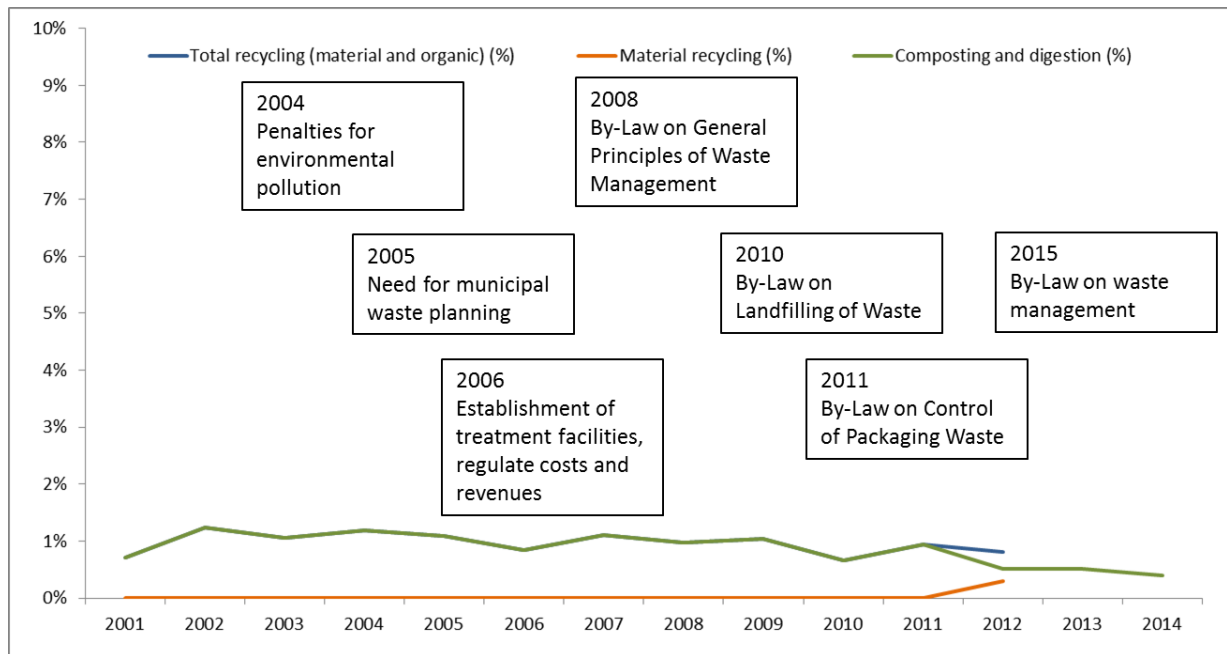 10%
9%
8%
7%
6%
5%
4%
3%
2%
1%
0%
Total recycling (material and organic) (%)
Material recycling (%)
Composting and digestion (%)
2004
Penalties for
environmental
pollution
2008
By-Law on General
Principles of Waste
Management
2005
Need for municipal
waste planning
2010
By-Law on
Landfilling of Waste
2015
By-Law on waste
management
2006
Establishment of
treatment facilities,
regulate costs and
revenues
2011
By-Law on Control
of Packaging Waste
2001 2002 2003 2004 2005 2006 2007 2008 2009 2010 2011 2012 2013 2014